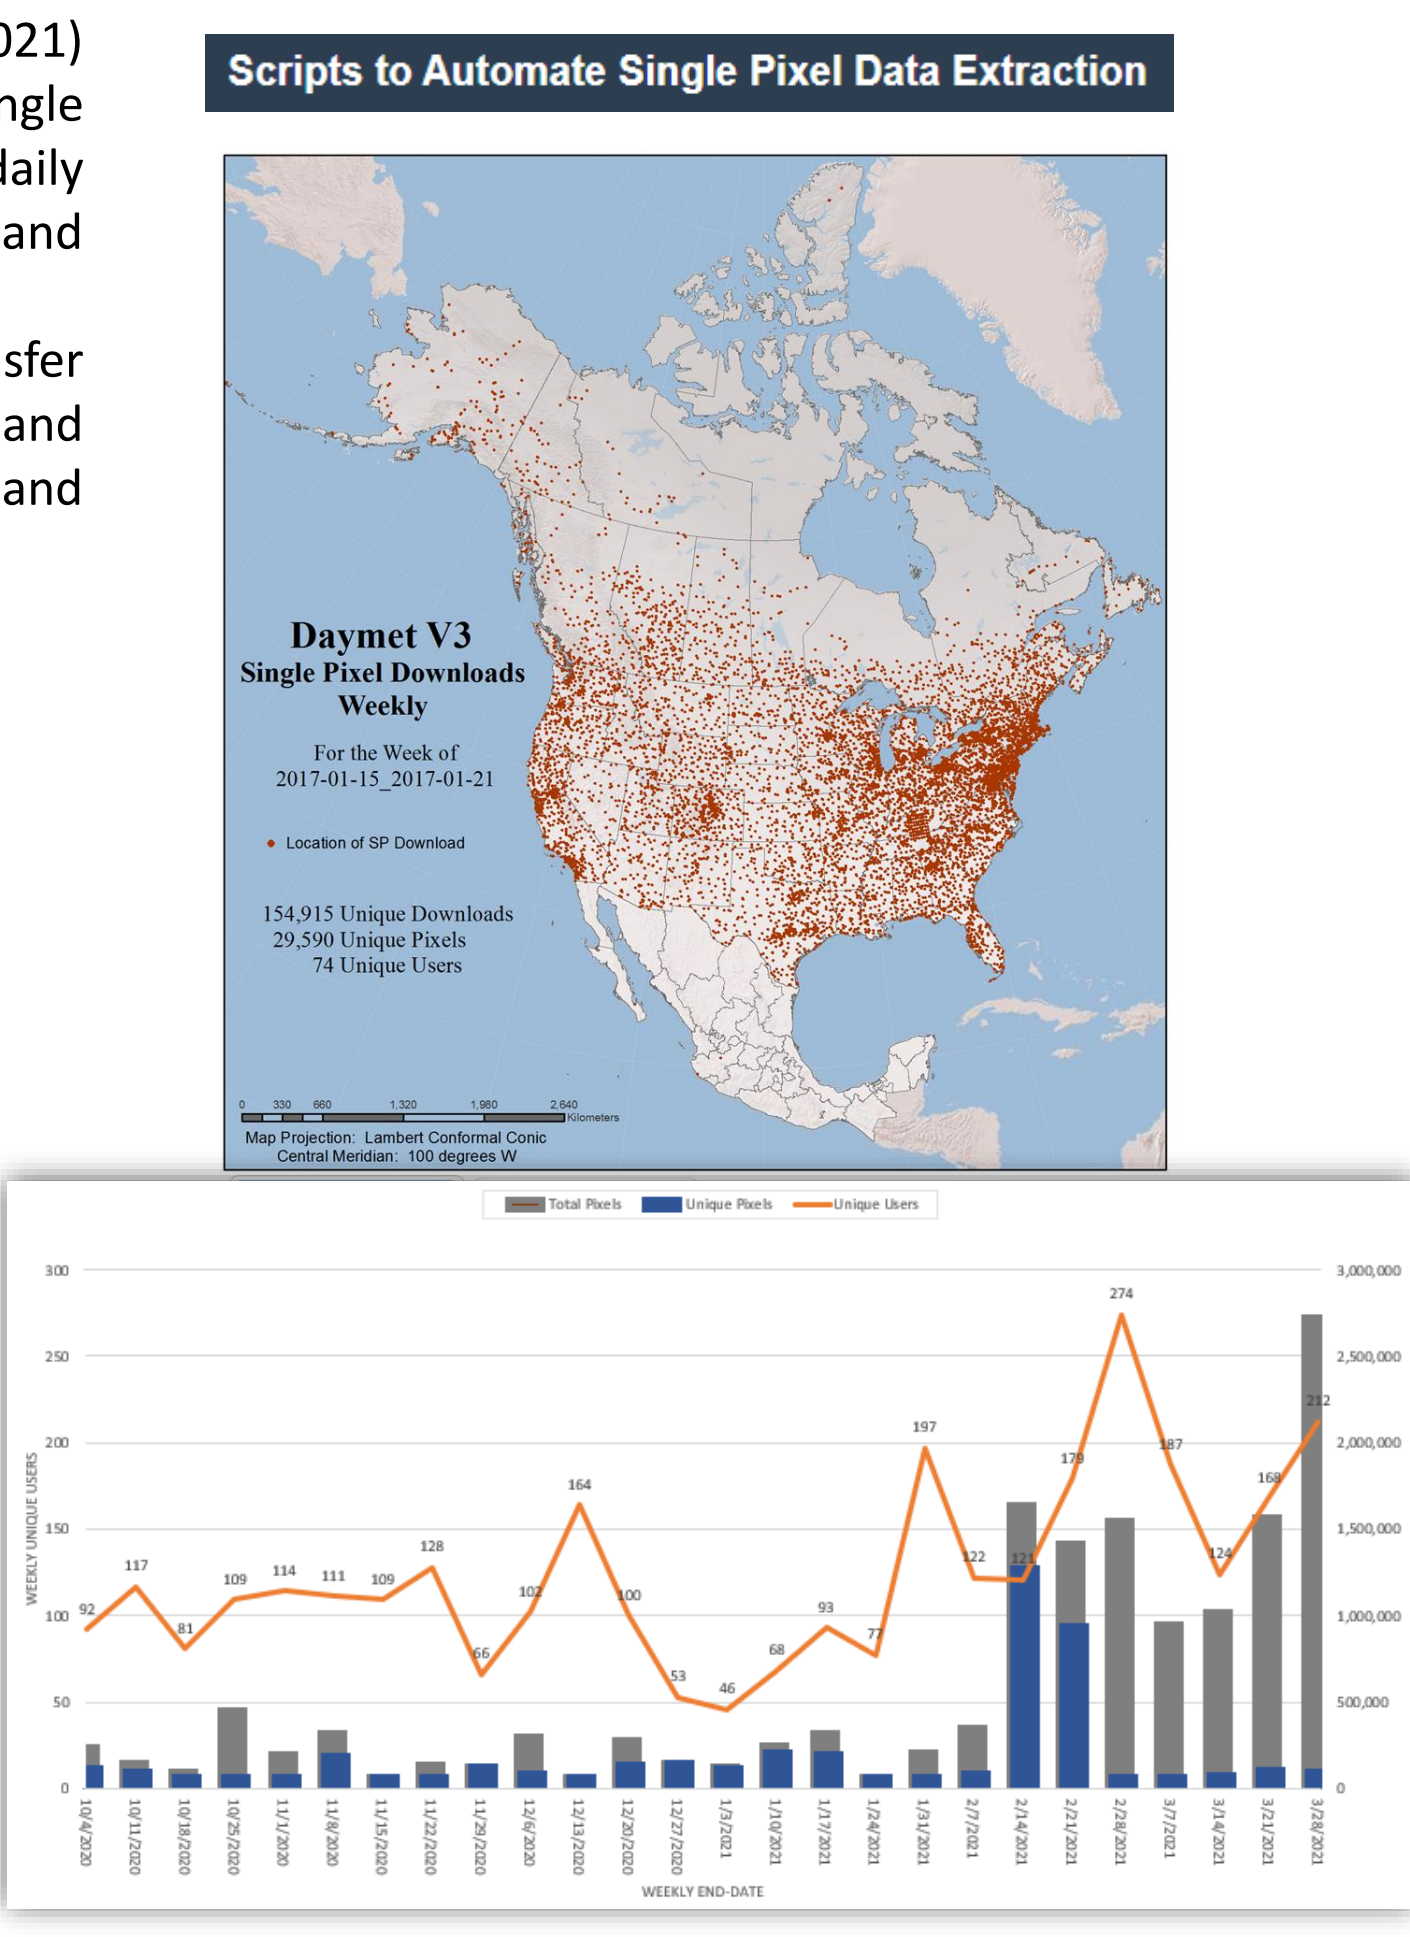 021)
ngle
daily
and
sfer
and
and
Scripts to Automate Single Pixel Data Extraction
Daymet V3
Single Pixel Downloads
Weekly
For the Week of
2017-01-15_2017-01-21
Location of SP Download
154,915 Unique Downloads
29,590 Unique Pixels
74 Unique Users
0 330 660 1,320 1,980 2,640
Kilometers
Map Projection: Lambert Conformal Conic
Central Meridian: 100 degrees W
Total Pixels Unique Pixels Unique Users
300 3,000,000
250 2,500,000
200 2,000,000
150 1,500,000
100 1,000,000
50 500,000
0 0
WEEKLY UNIQUE USERS
92 117 81 109 114 111 109 128 66 102 164 100 53 46 68 93 77 197 122 121 179 274 187 124 168 212
10/4/2020 10/11/2020 10/18/2020 10/25/2020 11/1/2020 11/8/2020 11/15/2020 11/22/2020 11/29/2020 12/6/2020 12/13/2020 12/20/2020 12/27/2020 1/3/2021 1/10/2021 1/17/2021 1/24/2021 1/31/2021 2/7/2021 2/14/2021 2/21/2021 2/28/2021 3/7/2021 3/14/2021 3/21/2021 3/28/2021
WEEKLY END-DATE